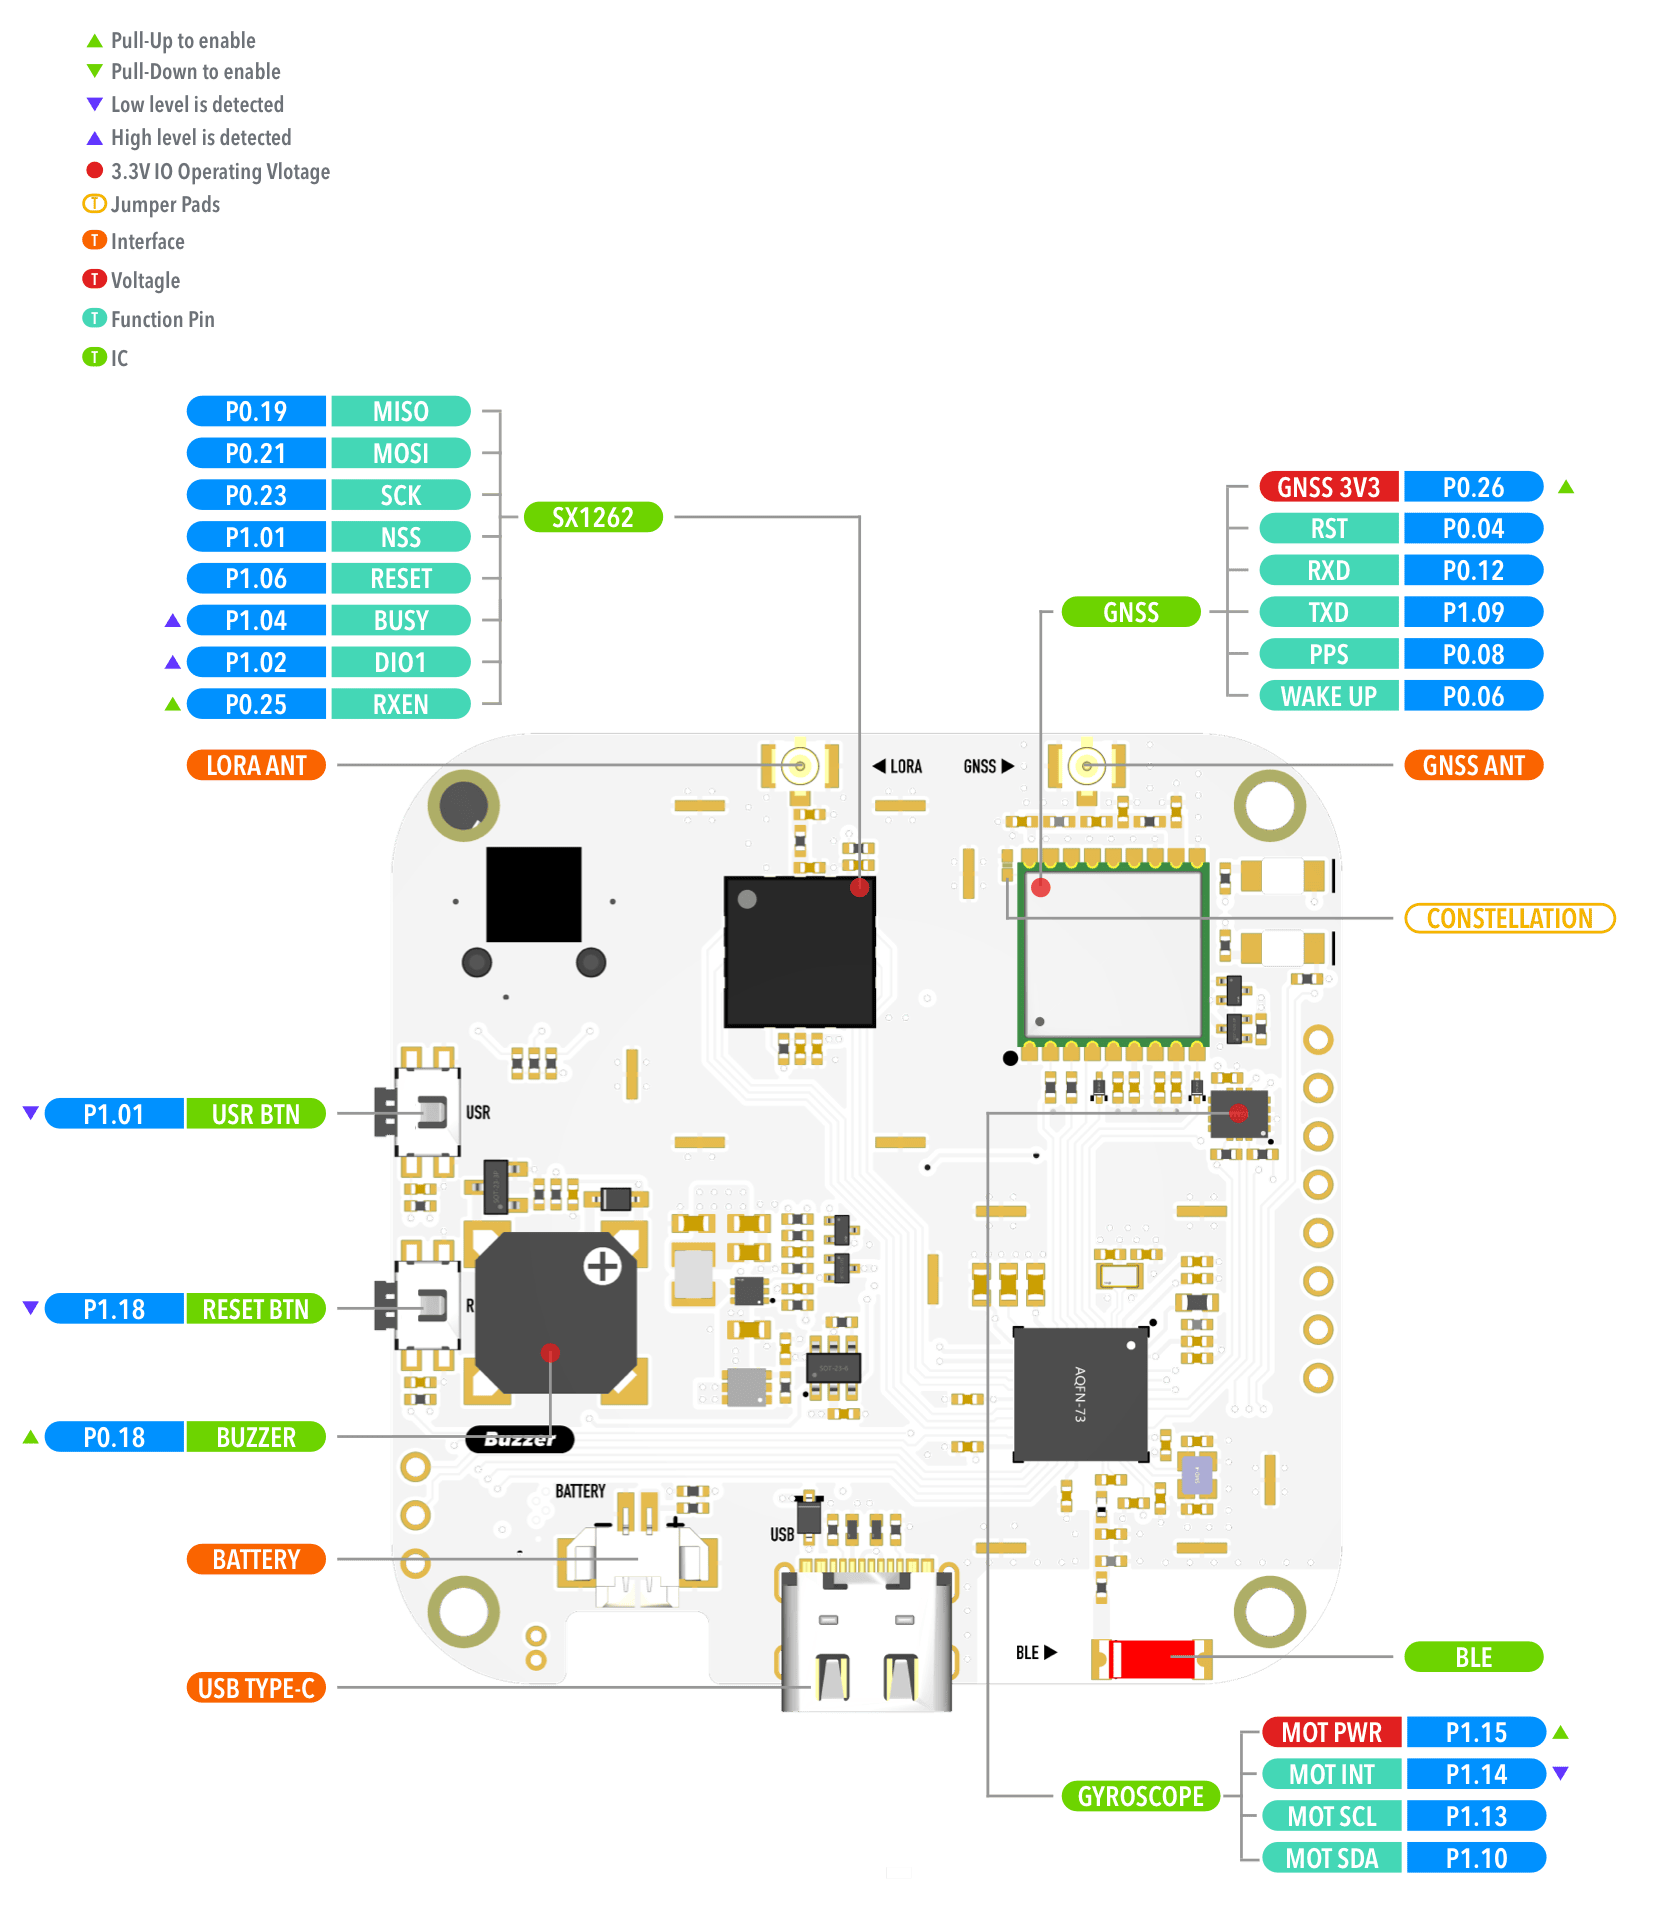 Pull-Up to enable
Pull-Down to enable
Low level is detected
High level is detected
3.3V IO Operating Vlotage
T Jumper Pads
T Interface
T Voltagle
T Function Pin
T IC
P0.19 MISO
P0.21 MOSI
P0.23 SCK
P1.01 NSS
P1.06 RESET
P1.04 BUSY
P1.02 DIO1
P0.25 RXEN
SX1262
GNSS 3V3 P0.26
RST P0.04
RXD P0.12
TXD P1.09
PPS P0.08
WAKE UP P0.06
GNSS
LORA ANT
LORA
GNSS
GNSS ANT
CONSTELLATION
P1.01 USR BTN
USR
P1.18 RESET BTN
R
SOT-23-6
AQFN-73
P0.18 BUZZER
Buzzer
BATTERY
USB
BATTERY
BLE
BLE
USB TYPE-C
MOT PWR P1.15
MOT INT P1.14
MOT SCL P1.13
MOT SDA P1.10
GYROSCOPE